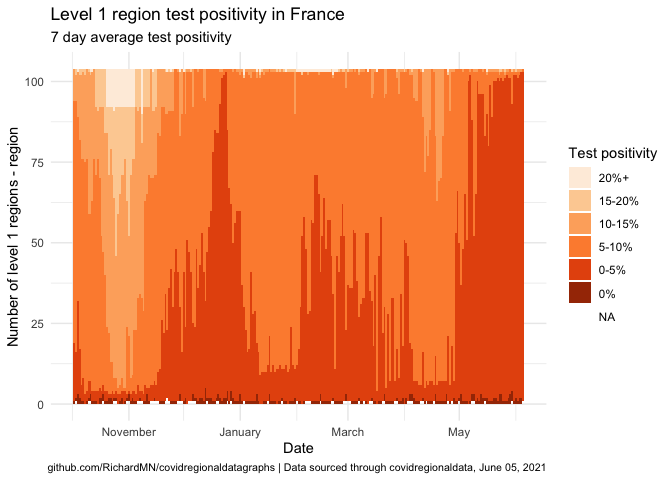 Level 1 region test positivity in France
7 day average test positivity
Number of level 1 regions - region
100
75
50
25
0
November
January
March
May
Date
Test positivity
20%+
15-20%
10-15%
5-10%
0-5%
0%
NA
github.com/RichardMN/covidregionaldatagraphs | Data sourced through covidregionaldata, June 05, 2021